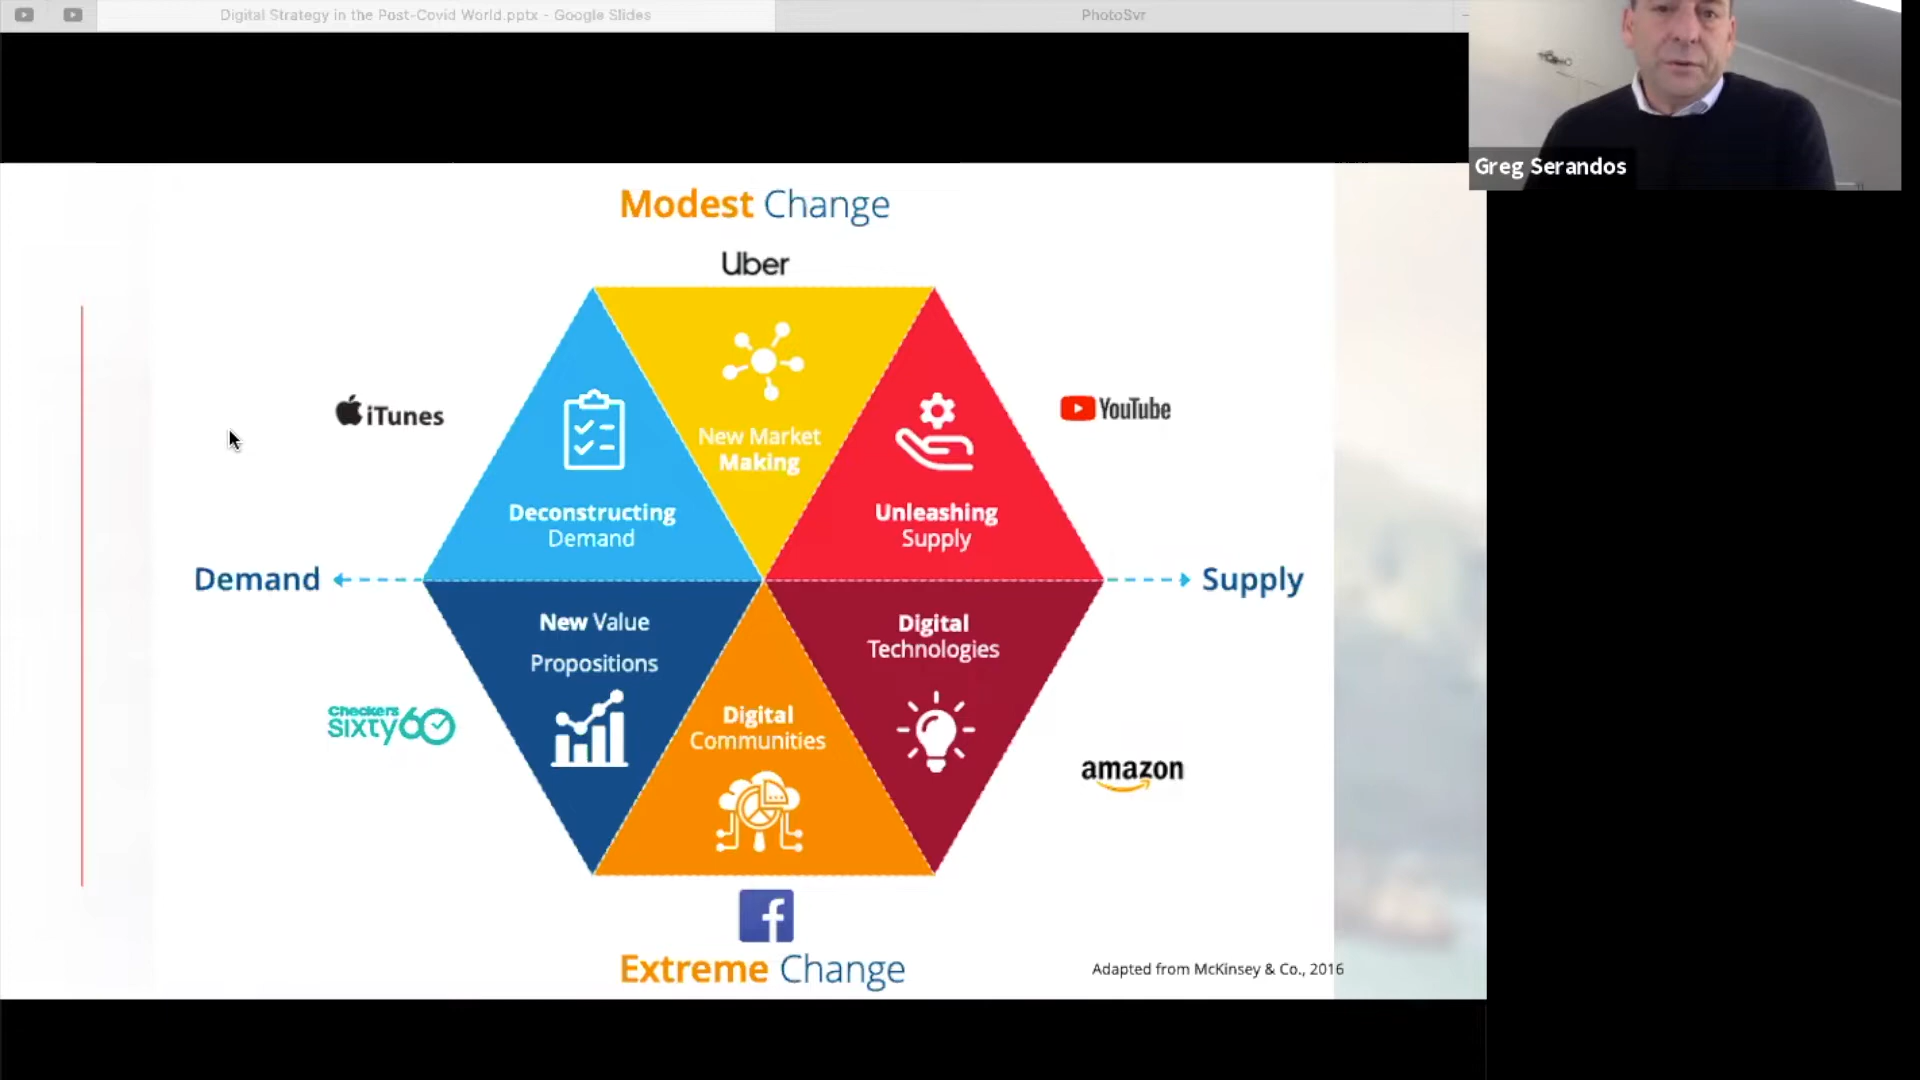 Digital Strategy in the Post-Covid World.pptx - Google Slides
PhotoSvr
Greg Serandos
Modest Change
Uber
iTunes
YouTube
New Market
Making
Deconstructing
Demand
Unleashing
Supply
Demand
Supply
New Value
Propositions
Digital
Technologies
Checkers
Sixty60
Digital
Communities
amazon
f
Extreme Change
Adapted from McKinsey & Co., 2016